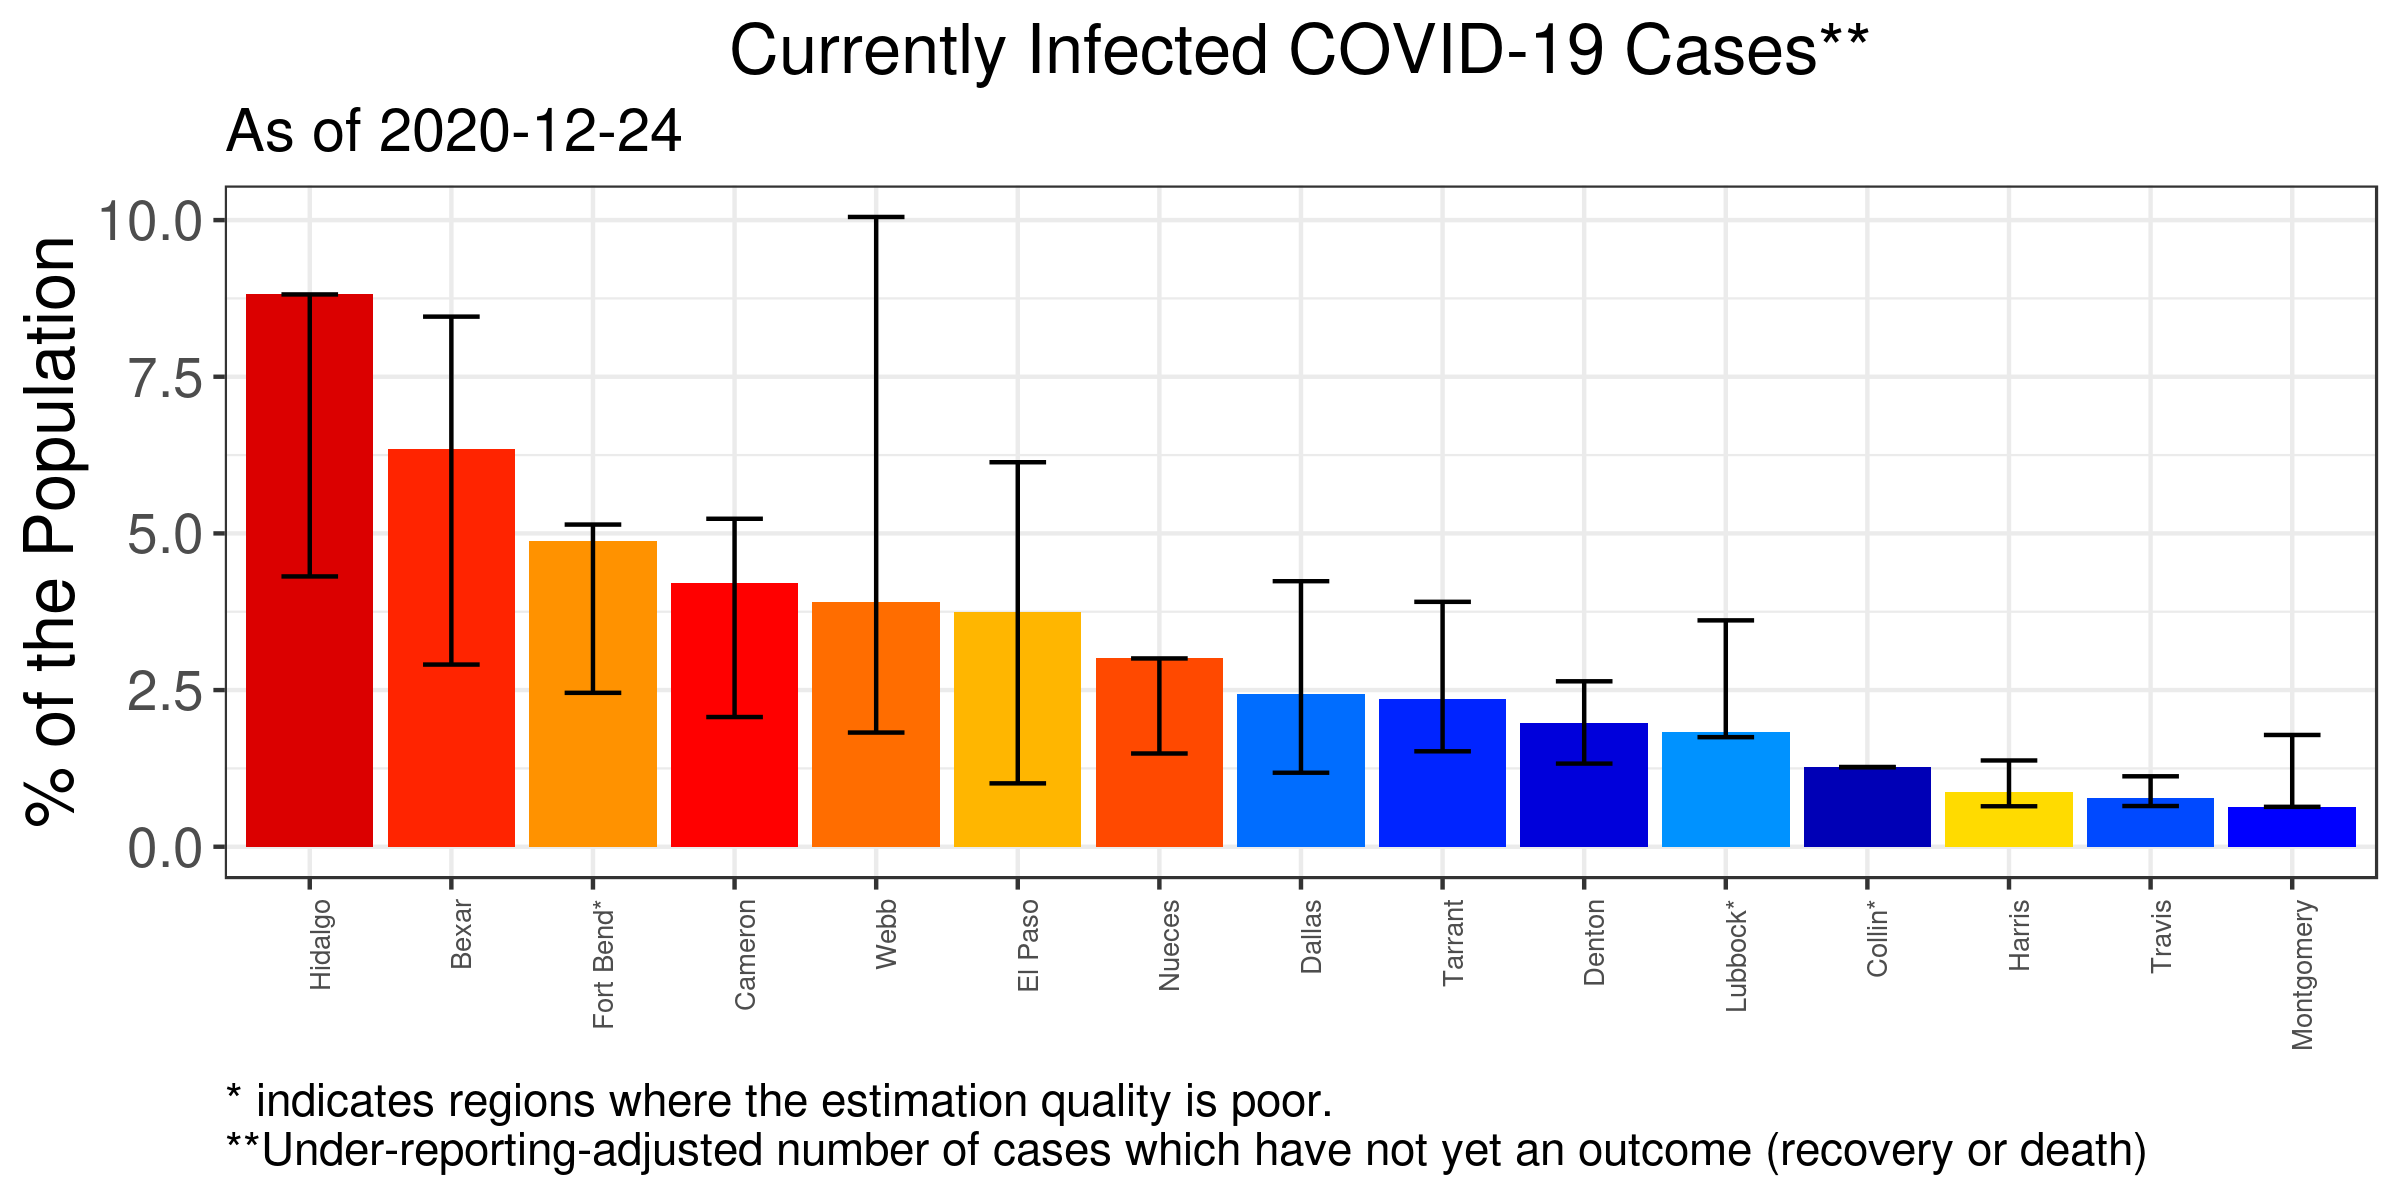 Currently Infected COVID-19 Cases**
As of 2020-12-24
% of the Population
10.0
7.5
5.0
2.5
0.0
Hidalgo
Bexar
Fort Bend*
Cameron
Webb
El Paso
Nueces
Dallas
Tarrant
Denton
Lubbock*
Collin*
Harris
Travis
Montgomery
* indicates regions where the estimation quality is poor.
**Under-reporting-adjusted number of cases which have not yet an outcome (recovery or death)